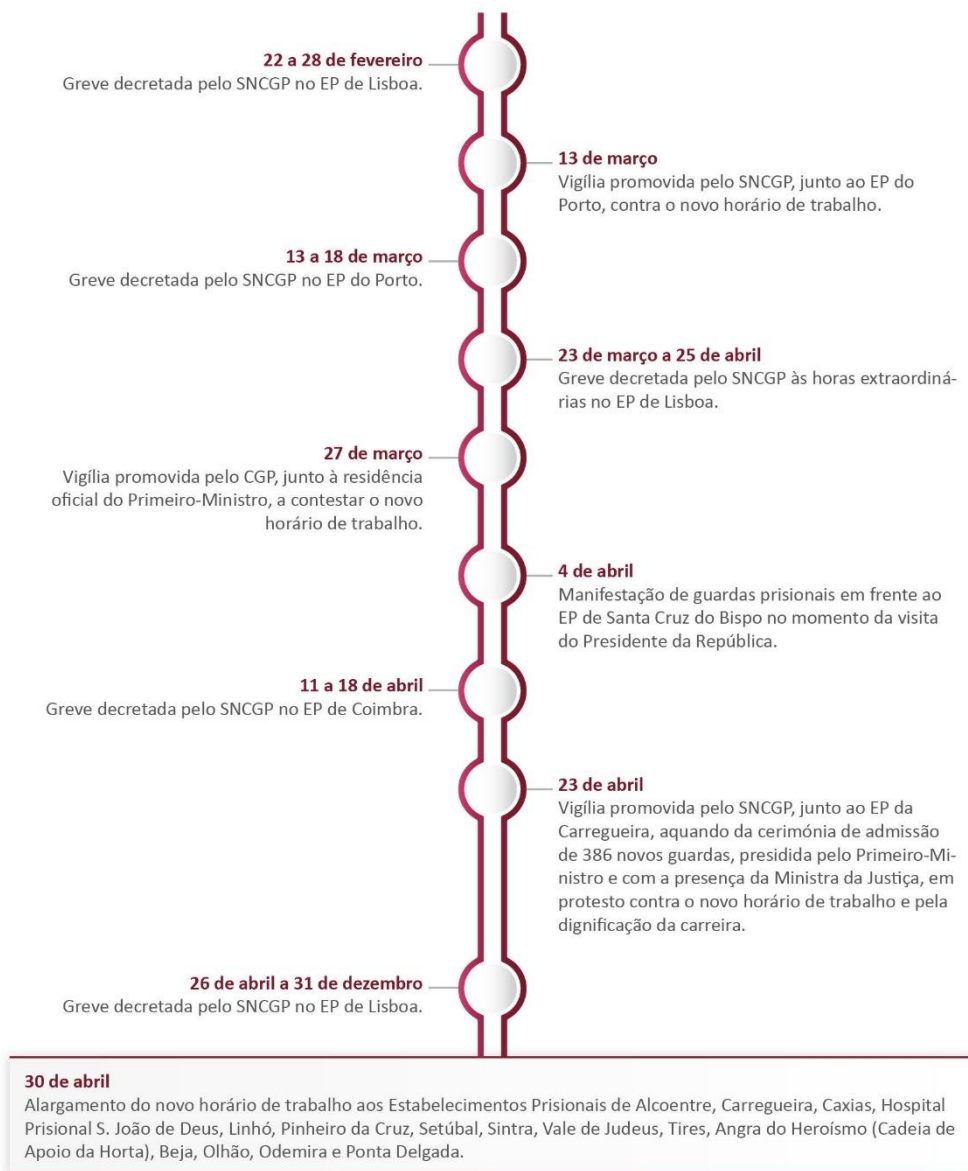 22 a 28 de fevereiro
Greve decretada pelo SNCGP no EP de Lisboa.
13 de março
Vigília promovida pelo SNCGP, junto ao EP do
Porto, contra o novo horário de trabalho.
13 a 18 de março
Greve decretada pelo SNCGP no EP do Porto.
23 de março a 25 de abril
Greve decretada pelo SNCGP às horas extraordiná-
rias no EP de Lisboa.
27 de março
Vigília promovida pelo CGP, junto à residência
oficial do Primeiro-Ministro, a contestar o novo
horário de trabalho.
4 de abril
Manifestação de guardas prisionais em frente ao
EP de Santa Cruz do Bispo no momento da visita
do Presidente da República.
11 a 18 de abril
Greve decretada pelo SNCGP no EP de Coimbra.
23 de abril
Vigília promovida pelo SNCGP, junto ao EP da
Carregueira, aquando da cerimónia de admissão
de 386 novos guardas, presidida pelo Primeiro-Mi-
nistro e com a presença da Ministra da Justiça, em
protesto contra o novo horário de trabalho e pela
dignificação da carreira.
26 de abril a 31 de dezembro
Greve decretada pelo SNCGP no EP de Lisboa.
30 de abril
Alargamento do novo horário de trabalho aos Estabelecimentos Prisionais de Alcoentre, Carregueira, Caxias, Hospital
Prisional S. João de Deus, Linhó, Pinheiro da Cruz, Setúbal, Sintra, Vale de Judeus, Tires, Angra do Heroísmo (Cadeia de
Apoio da Horta), Beja, Olhão, Odemira e Ponta Delgada.